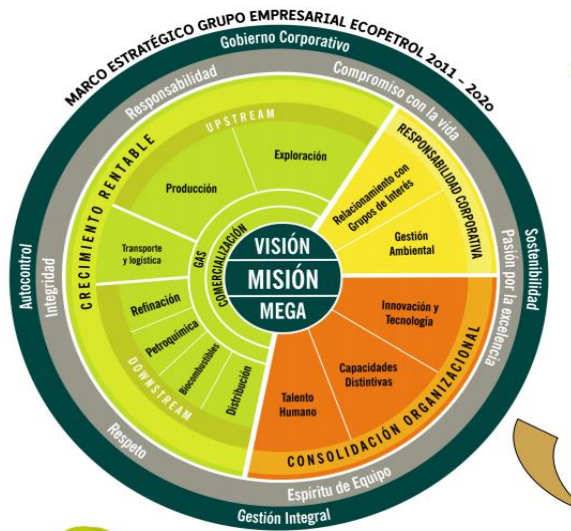 MARCO ESTRATÉGICO GRUPO EMPRESARIAL ECOPETROL 2011 - 2020
Gobierno Corporativo
Autocontrol
Sostenibilidad
Gestión Integral
Responsabilidad
Compromiso con la vida
Integridad
Pasión por la excelencia
Respeto
Espíritu de Equipo
CRECIMIENTO RENTABLE
UPSTREAM
Exploración
Producción
Transporte
y logística
Refinación
Petroquímica
Biocombustibles
Distribución
DOWNSTREAM
GAS
COMERCIALIZACIÓN
RESPONSABILIDAD CORPORATIVA
Relacionamiento con
Grupos de Interés
Gestión
Ambiental
VISIÓN
MISIÓN
MEGA
Innovación y
Tecnología
Capacidades
Distintivas
Talento
Humano
CONSOLIDACIÓN ORGANIZACIONAL